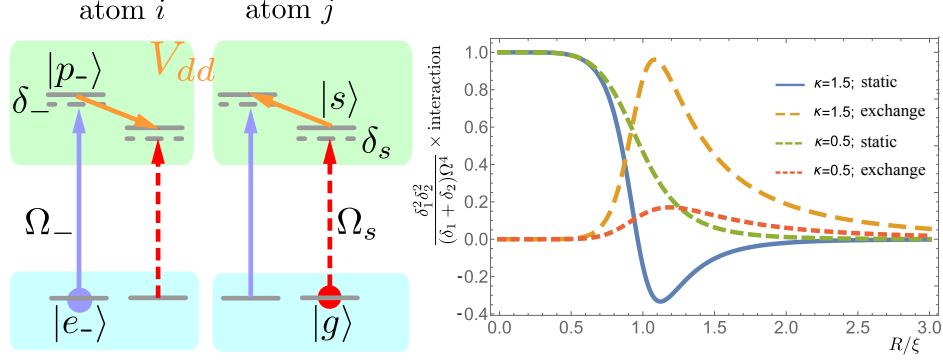 atom i
atom j
V_dd
|p_-⟩
|s⟩
δ_-
δ_s
Ω_-
Ω_s
|e_-⟩
|g⟩
δ_1^2 δ_2^2 / (δ_1 + δ_2)Ω^4 × interaction
1.0
0.8
0.6
0.4
0.2
0.0
-0.2
-0.4
κ=1.5; static
κ=1.5; exchange
κ=0.5; static
κ=0.5; exchange
0.0 0.5 1.0 1.5 2.0 2.5 3.0
R/ξ